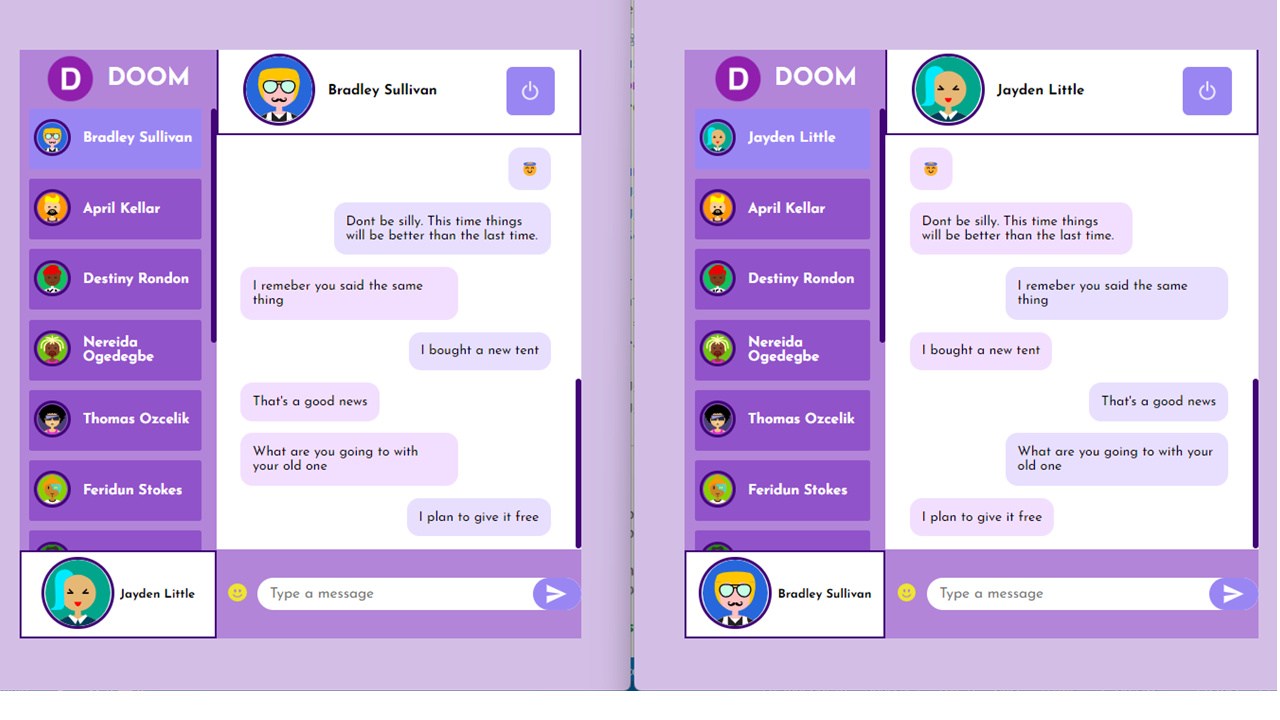 D DOOM
Bradley Sullivan
April Kellar
Destiny Rondon
Nereida
Ogedegbe
Thomas Ozcelik
Feridun Stokes
Jayden Little
Bradley Sullivan
Dont be silly. This time things
will be better than the last time.
I remeber you said the same
thing
I bought a new tent
That's a good news
What are you going to with
your old one
I plan to give it free
Type a message
D DOOM
Jayden Little
April Kellar
Destiny Rondon
Nereida
Ogedegbe
Thomas Ozcelik
Feridun Stokes
Bradley Sullivan
Jayden Little
Dont be silly. This time things
will be better than the last time.
I remeber you said the same
thing
I bought a new tent
That's a good news
What are you going to with your
old one
I plan to give it free
Type a message